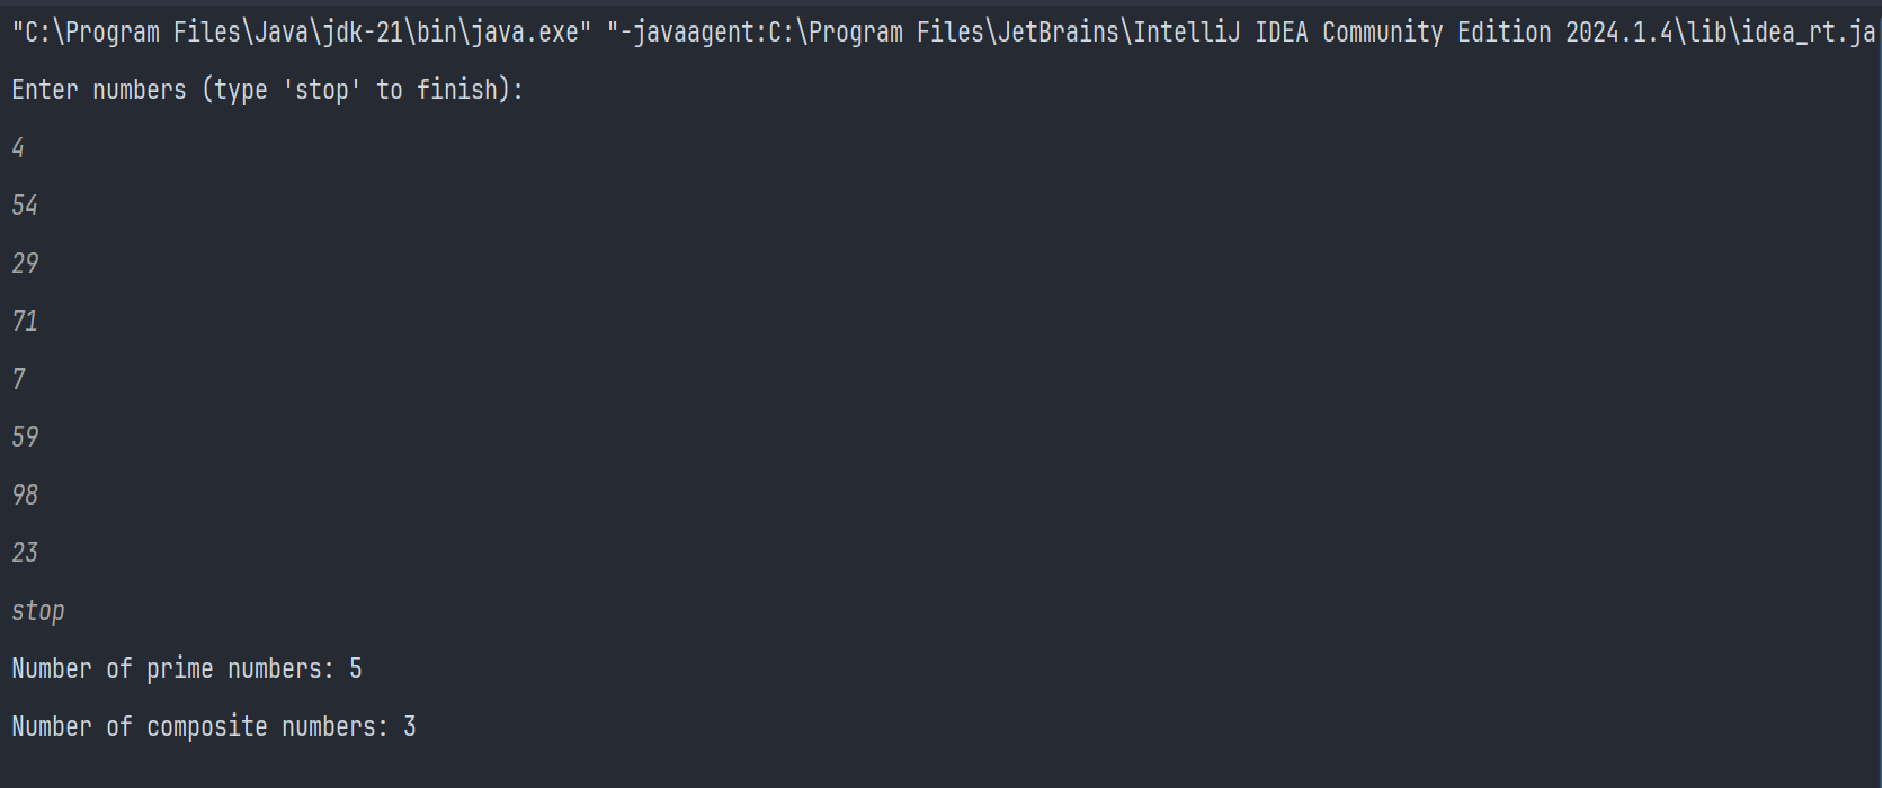 "C:\Program Files\Java\jdk-21\bin\java.exe" "-javaagent:C:\Program Files\JetBrains\IntelliJ IDEA Community Edition 2024.1.4\lib\idea_rt.ja
Enter numbers (type 'stop' to finish):
4
54
29
71
7
59
98
23
stop
Number of prime numbers: 5
Number of composite numbers: 3